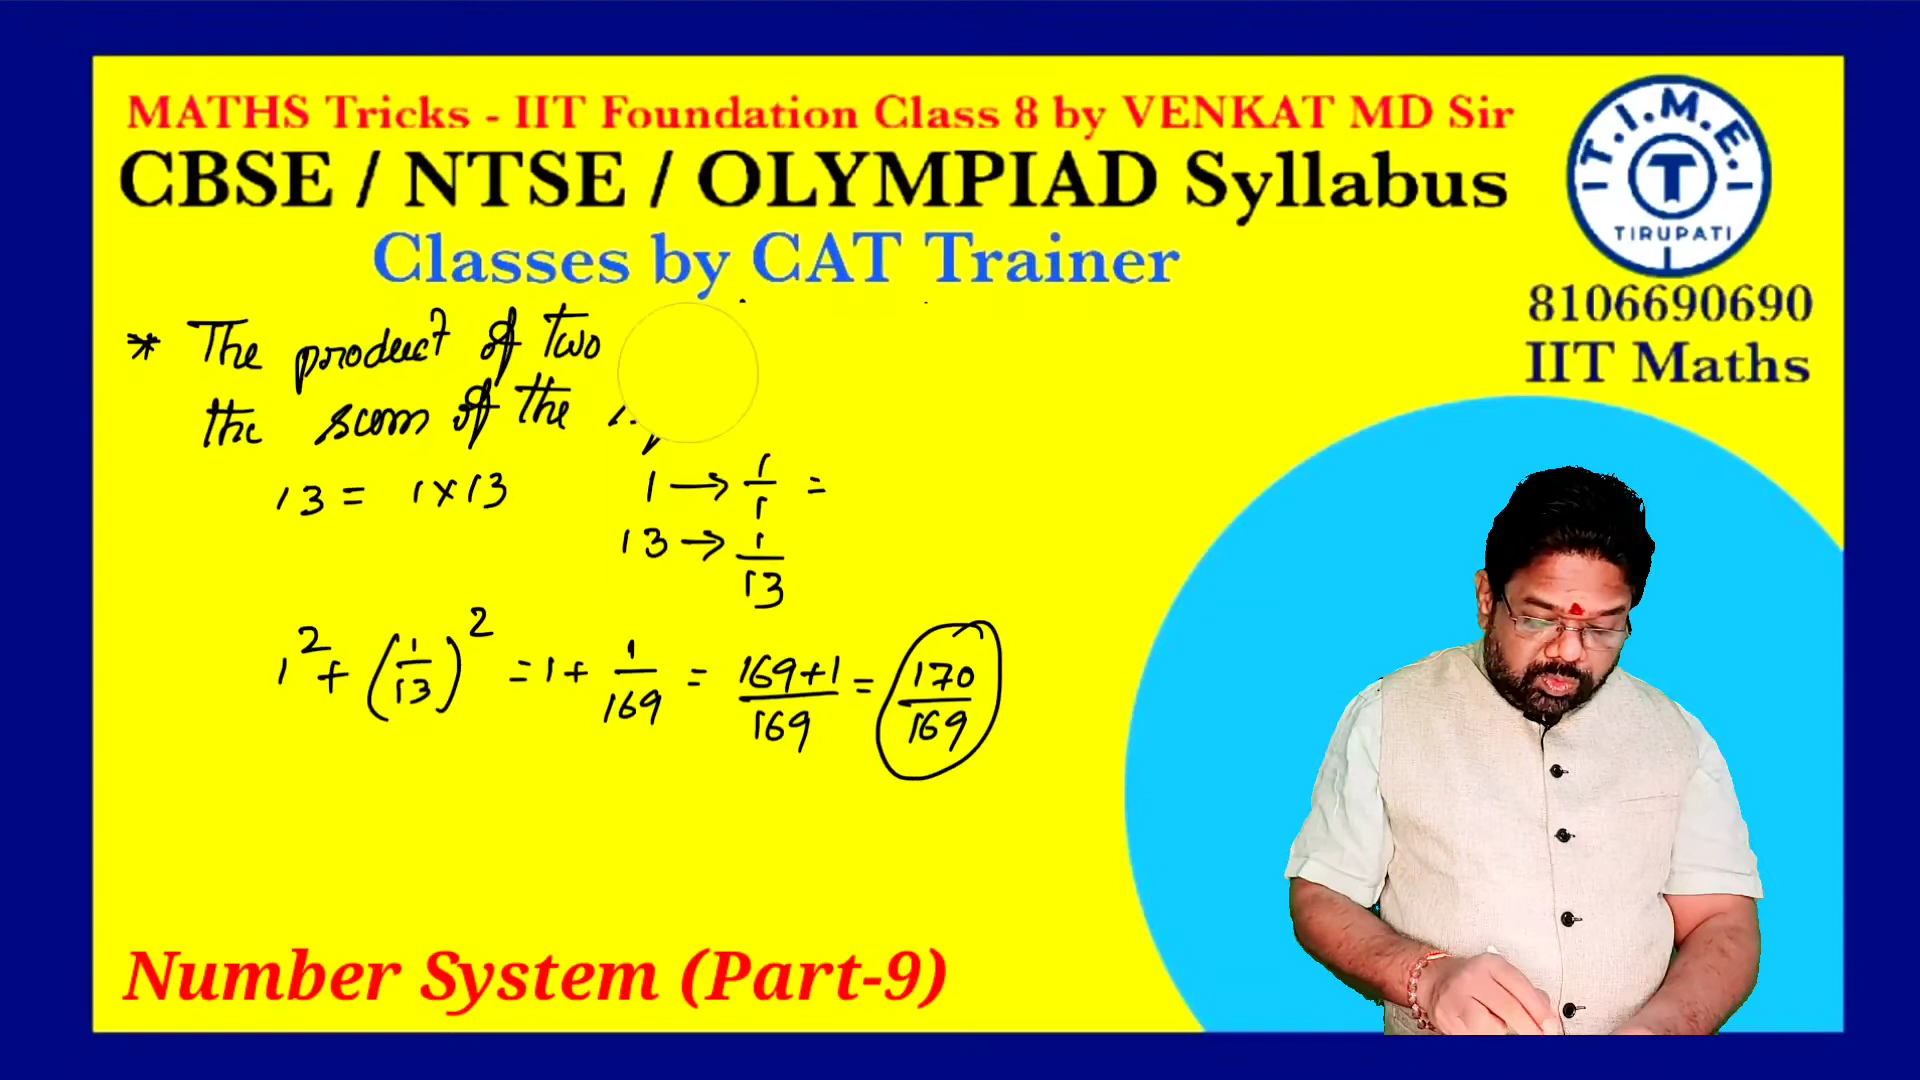 MATHS Tricks - IIT Foundation Class 8 by VENKAT MD Sir
CBSE / NTSE / OLYMPIAD Syllabus
Classes by CAT Trainer
T.I.M.E.
T
TIRUPATI
8106690690
IIT Maths
* The product of two
the sum of the
13 = 1×13
1 → 1/1 =
13 → 1/13
1² + (1/13)² = 1 + 1/169 = 169+1/169 = 170/169
Number System (Part-9)